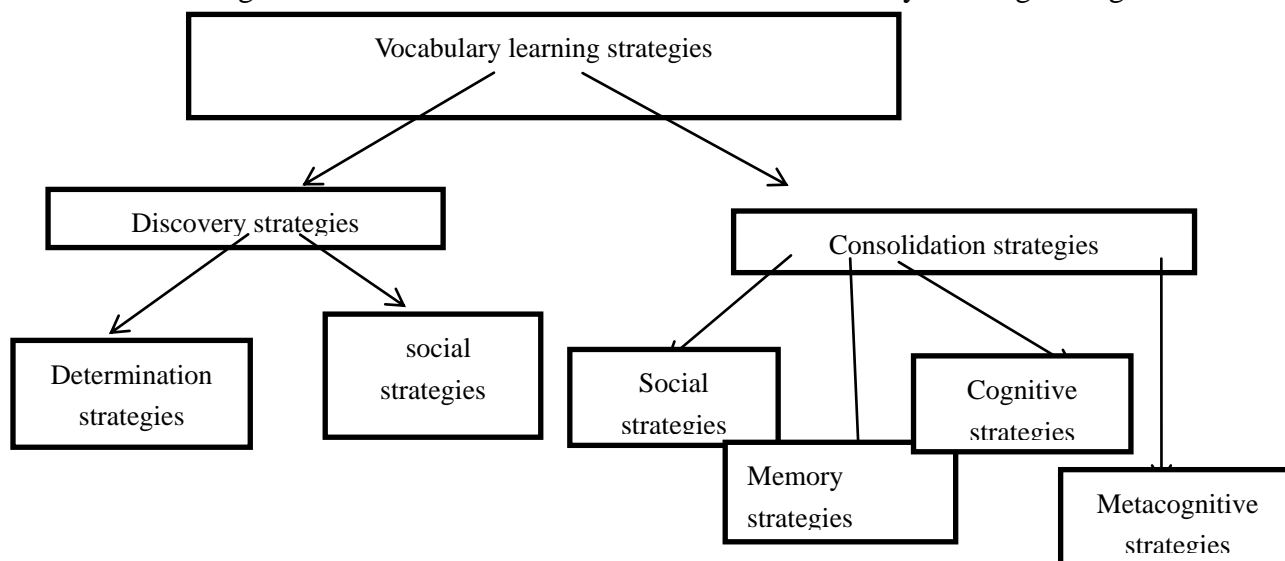 Vocabulary learning strategies
Discovery strategies
Consolidation strategies
Determination
strategies
social
strategies
Social
strategies
Memory
strategies
Cognitive
strategies
Metacognitive
strategies